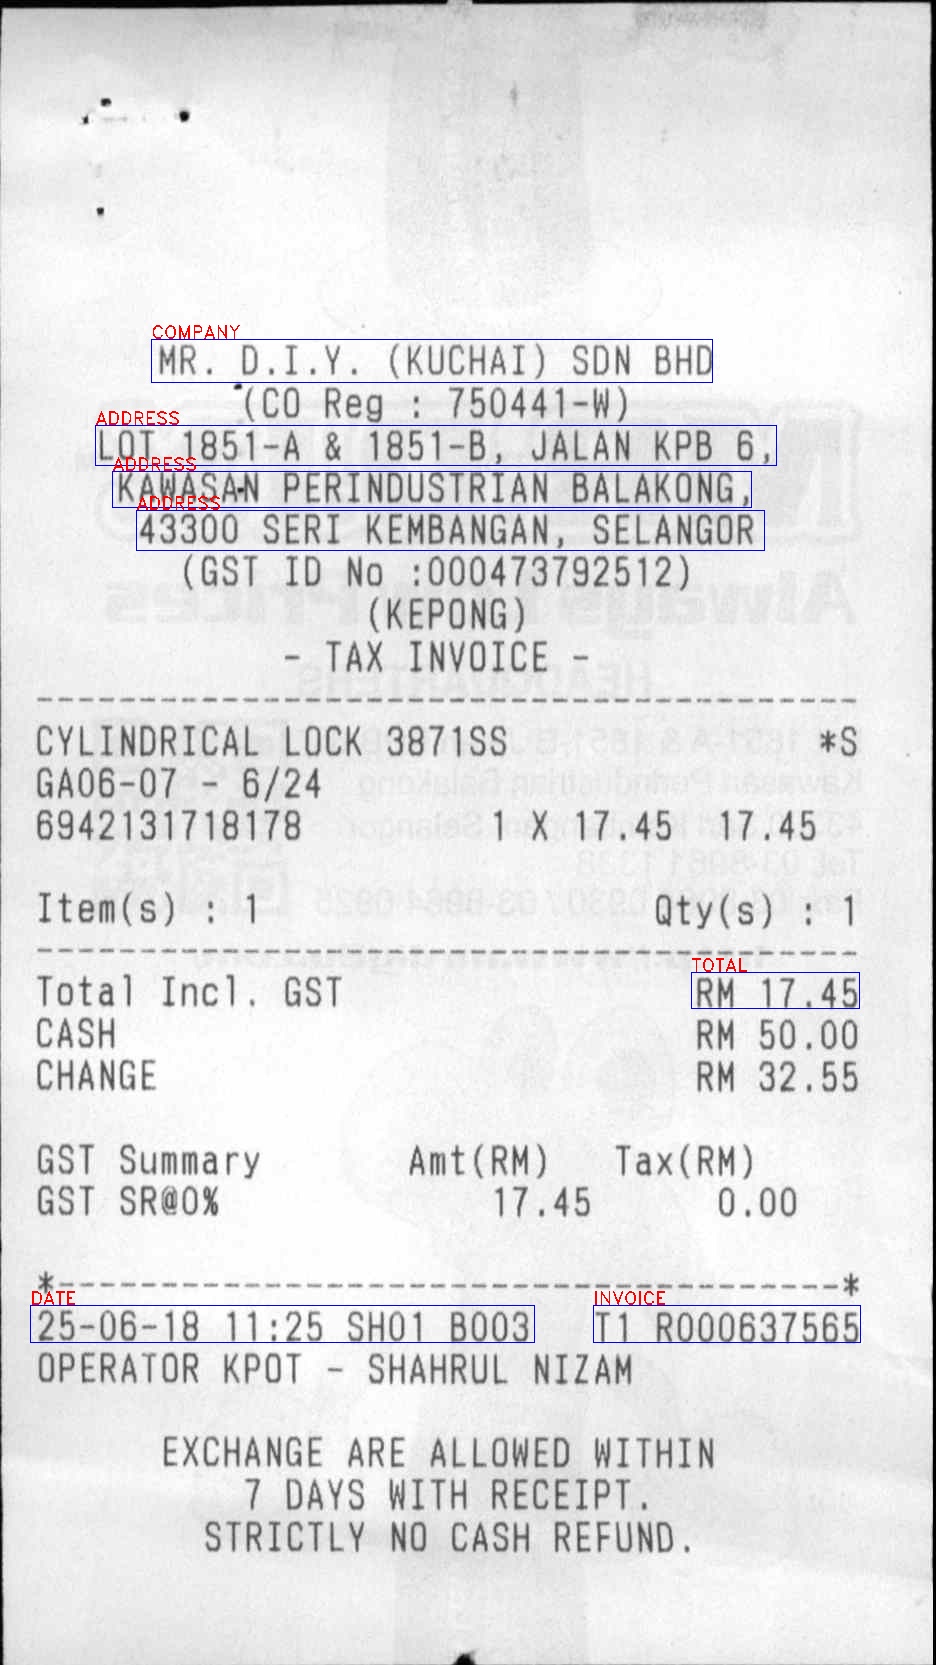 COMPANY
MR. D.I.Y. (KUCHAI) SDN BHD
(CO Reg : 750441-W)
ADDRESS
LOT 1851-A & 1851-B, JALAN KPB 6,
ADDRESS
KAWASAN PERINDUSTRIAN BALAKONG,
ADDRESS
43300 SERI KEMBANGAN, SELANGOR
(GST ID No :000473792512)
(KEPONG)
- TAX INVOICE -
CYLINDRICAL LOCK 3871SS *S
GA06-07 - 6/24
6942131718178 1 X 17.45 17.45
Item(s) : 1 Qty(s) : 1
TOTAL
Total Incl. GST RM 17.45
CASH RM 50.00
CHANGE RM 32.55
GST Summary Amt(RM) Tax(RM)
GST SR@0% 17.45 0.00
*--------------------------------------*
DATE INVOICE
25-06-18 11:25 SH01 B003 T1 R000637565
OPERATOR KPOT - SHAHRUL NIZAM
EXCHANGE ARE ALLOWED WITHIN
7 DAYS WITH RECEIPT.
STRICTLY NO CASH REFUND.